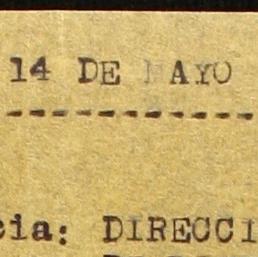 14 DE MAYO
--------------------
cia: DIRECCI